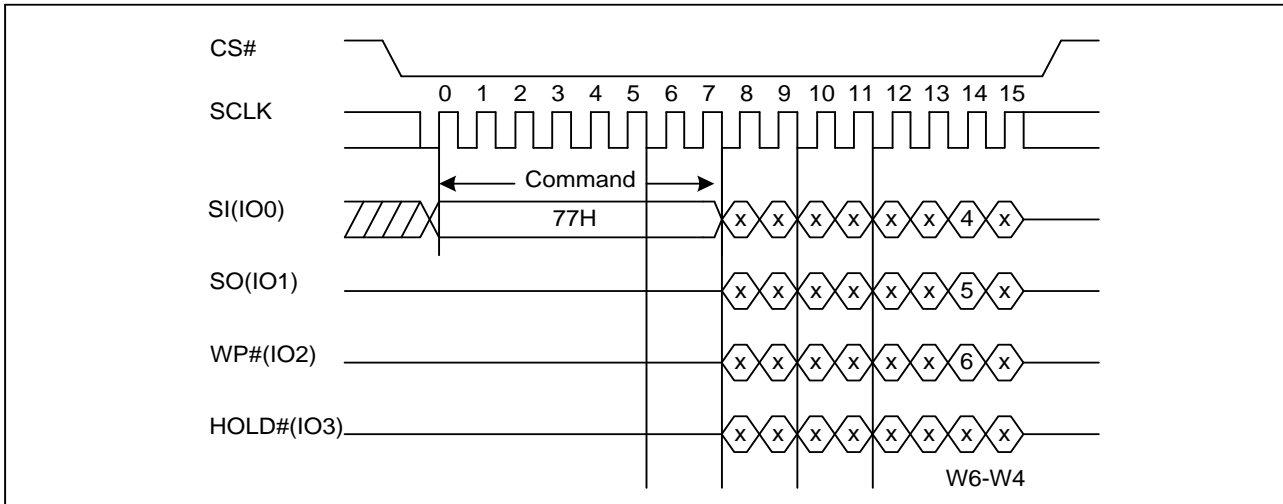 CS#
0 1 2 3 4 5 6 7 8 9 10 11 12 13 14 15
SCLK
Command
SI(IO0) 77H x x x x x x 4 x
SO(IO1) x x x x x x 5 x
WP#(IO2) x x x x x x 6 x
HOLD#(IO3) x x x x x x x x
W6-W4